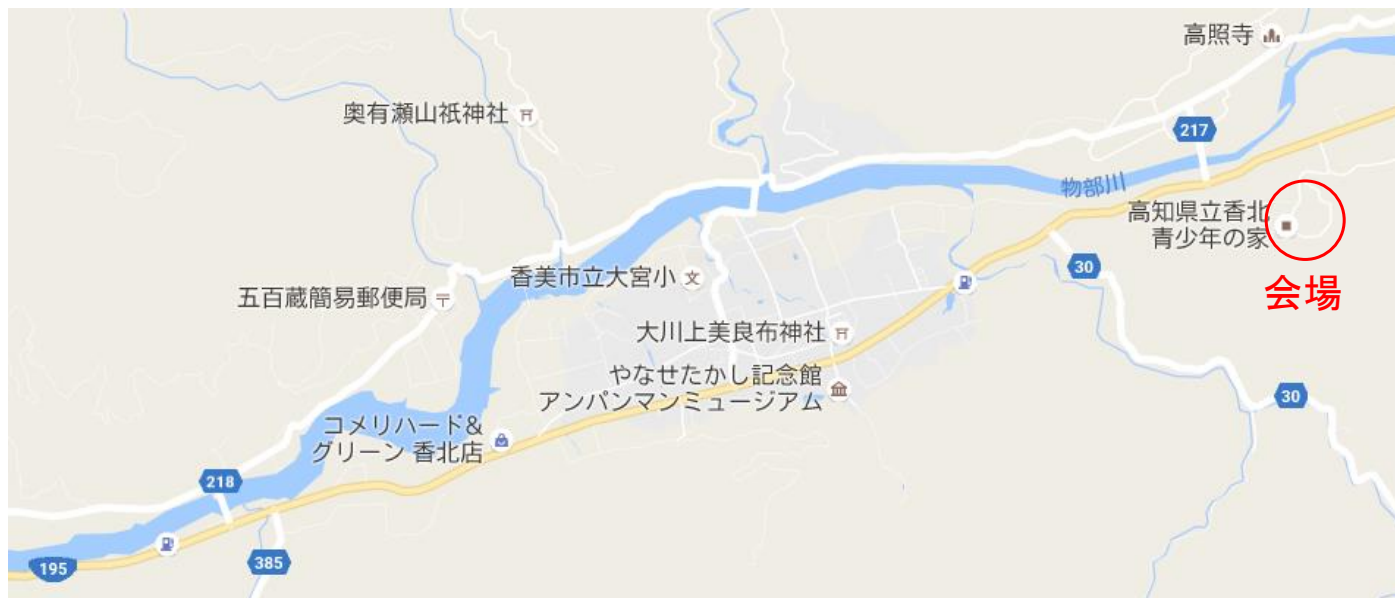 高照寺
奥有瀬山祇神社
217
物部川
高知県立香北
青少年の家
会場
30
香美市立大宮小
五百蔵簡易郵便局
大川上美良布神社
やなせたかし記念館
アンパンマンミュージアム
30
コメリハード&
グリーン 香北店
218
385
195